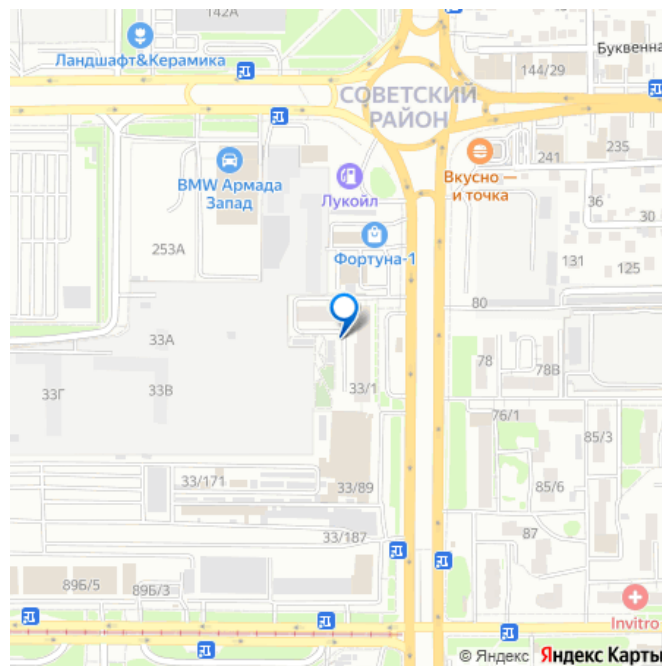 142А
Ландшафт&Керамика
Буквенна
144/29
СОВЕТСКИЙ
РАЙОН
BMW Армада
Запад
Лукойл
Вкусно —
и точка
241
235
36
30
253А
Фортуна-1
131
125
80
33А
78
78В
33Г
33В
33/1
76/1
85/3
33/171
33/89
85/6
33/187
87
89Б/5
89Б/3
Invitro
© Яндекс Яндекс Карты